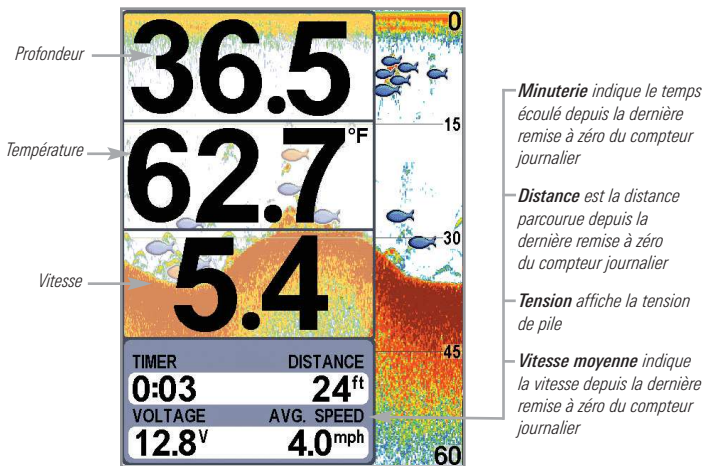 Profondeur
36.5
Température
62.7°F
Vitesse
5.4
TIMER DISTANCE
0:03 24ft
VOLTAGE AVG. SPEED
12.8V 4.0mph
0
15
30
45
60
Minuterie indique le temps
écoulé depuis la dernière
remise à zéro du compteur
journalier
Distance est la distance
parcourue depuis la
dernière remise à zéro
du compteur journalier
Tension affiche la tension
de pile
Vitesse moyenne indique
la vitesse depuis la dernière
remise à zéro du compteur
journalier